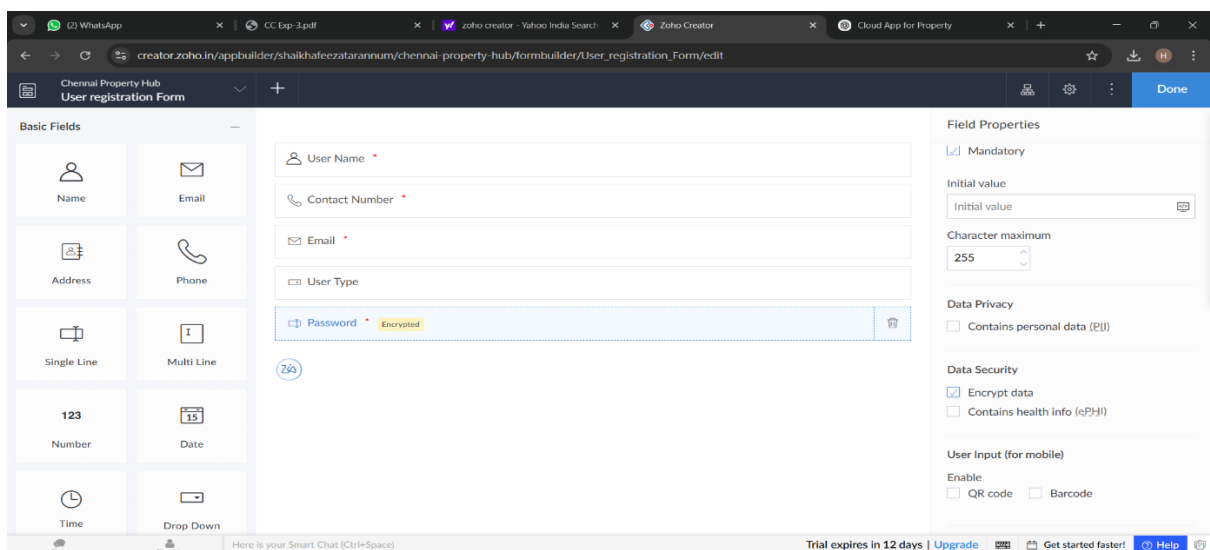 (2) WhatsApp
CC Exp-3.pdf
zoho creator - Yahoo India Search
Zoho Creator
Cloud App for Property
creator.zoho.in/appbuilder/shaikhafeezatarannum/chennai-property-hub/formbuilder/User_registration_Form/edit
H
Chennai Property Hub
User registration Form
Done
Basic Fields
Name
Email
Address
Phone
Single Line
Multi Line
123
Number
15
Date
Time
Drop Down
User Name *
Contact Number *
Email *
User Type
Password * Encrypted
Zia
Field Properties
Mandatory
Initial value
Initial value
Character maximum
255
Data Privacy
Contains personal data (PII)
Data Security
Encrypt data
Contains health info (ePHI)
User Input (for mobile)
Enable
QR code Barcode
Here is your Smart Chat (Ctrl+Space)
Trial expires in 12 days | Upgrade
Get started faster!
Help